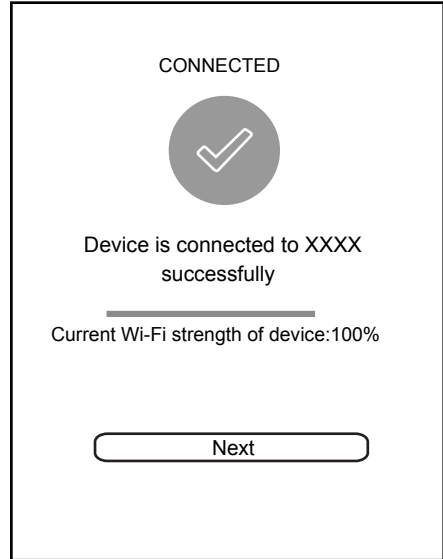 CONNECTED
Device is connected to XXXX
successfully
Current Wi-Fi strength of device:100%
Next